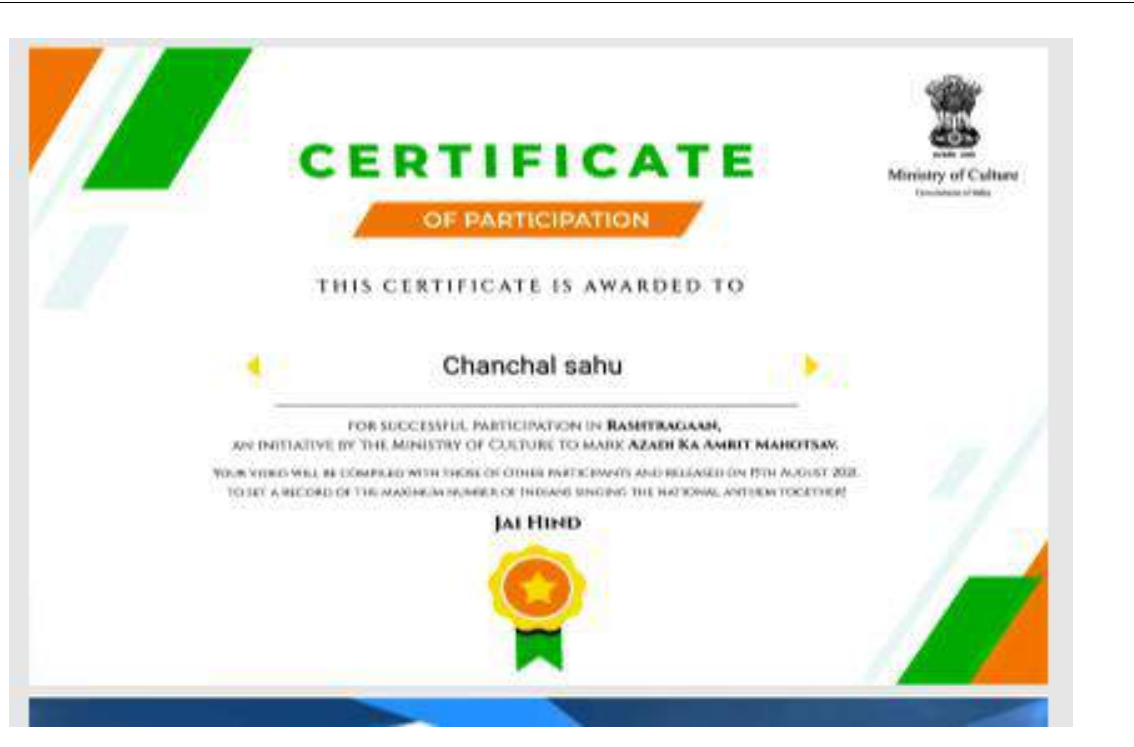 CERTIFICATE
OF PARTICIPATION
Ministry of Culture
Government of India
THIS CERTIFICATE IS AWARDED TO
Chanchal sahu
FOR SUCCESSFUL PARTICIPATION IN RASHTRAGAAN,
AN INITIATIVE BY THE MINISTRY OF CULTURE TO MARK AZADI KA AMRIT MAHOTSAV.
YOUR VIDEO WILL BE COMPILED WITH THOSE OF OTHER PARTICIPANTS AND RELEASED ON 15TH AUGUST 2021.
TO SET A RECORD OF THE MAXIMUM NUMBER OF INDIANS SINGING THE NATIONAL ANTHEM TOGETHER!
JAI HIND